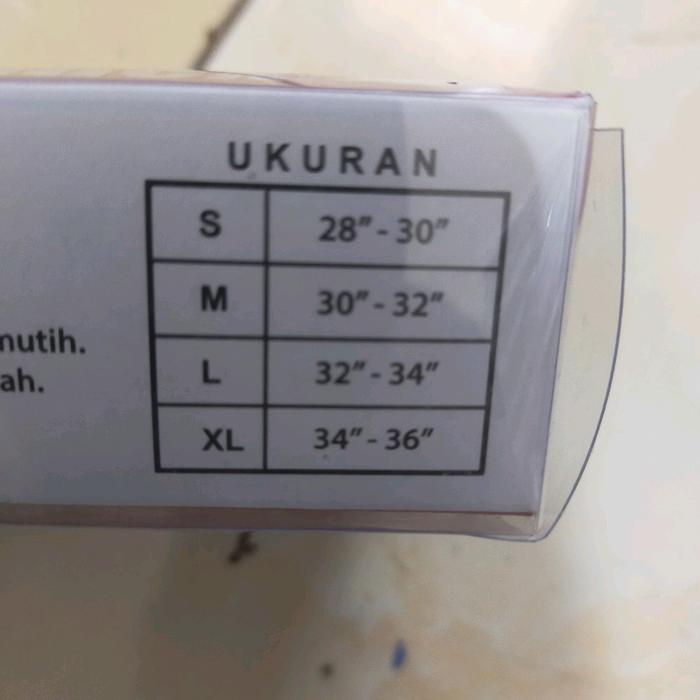 UKURAN
S 28" - 30"
M 30" - 32"
mutih.
L 32" - 34"
ah.
XL 34" - 36"